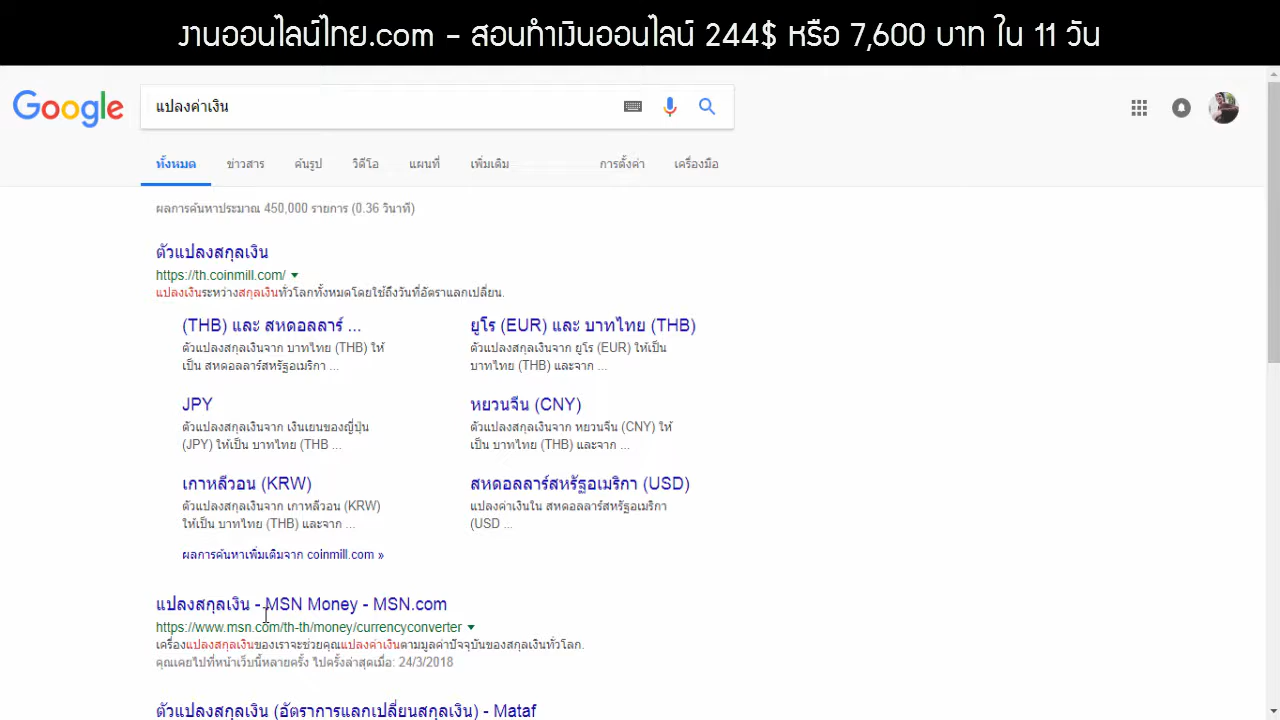 งานออนไลน์ไทย.com - สอนทำเงินออนไลน์ 244$ หรือ 7,600 บาท ใน 11 วัน
Google
แปลงค่าเงิน
ทั้งหมด ข่าวสาร ค้นรูป วิดีโอ แผนที่ เพิ่มเติม การตั้งค่า เครื่องมือ
ผลการค้นหาประมาณ 450,000 รายการ (0.36 วินาที)
ตัวแปลงสกุลเงิน
https://th.coinmill.com/
แปลงเงินระหว่างสกุลเงินทั่วโลกทั้งหมดโดยใช้ถึงวันที่อัตราแลกเปลี่ยน.
(THB) และ สหดอลลาร์ ...
ตัวแปลงสกุลเงินจาก บาทไทย (THB) ให้
เป็น สหดอลลาร์สหรัฐอเมริกา ...
ยูโร (EUR) และ บาทไทย (THB)
ตัวแปลงสกุลเงินจาก ยูโร (EUR) ให้เป็น
บาทไทย (THB) และจาก ...
JPY
ตัวแปลงสกุลเงินจาก เงินเยนของญี่ปุ่น
(JPY) ให้เป็น บาทไทย (THB ...
หยวนจีน (CNY)
ตัวแปลงสกุลเงินจาก หยวนจีน (CNY) ให้
เป็น บาทไทย (THB) และจาก ...
เกาหลีวอน (KRW)
ตัวแปลงสกุลเงินจาก เกาหลีวอน (KRW)
ให้เป็น บาทไทย (THB) และจาก ...
สหดอลลาร์สหรัฐอเมริกา (USD)
แปลงค่าเงินใน สหดอลลาร์สหรัฐอเมริกา
(USD ...
ผลการค้นหาเพิ่มเติมจาก coinmill.com »
แปลงสกุลเงิน - MSN Money - MSN.com
https://www.msn.com/th-th/money/currencyconverter
เครื่องแปลงสกุลเงินของเราจะช่วยคุณแปลงค่าเงินตามมูลค่าปัจจุบันของสกุลเงินทั่วโลก.
คุณเคยไปที่หน้าเว็บนี้หลายครั้ง ไปครั้งล่าสุดเมื่อ: 24/3/2018
ตัวแปลงสกุลเงิน (อัตราการแลกเปลี่ยนสกุลเงิน) - Mataf